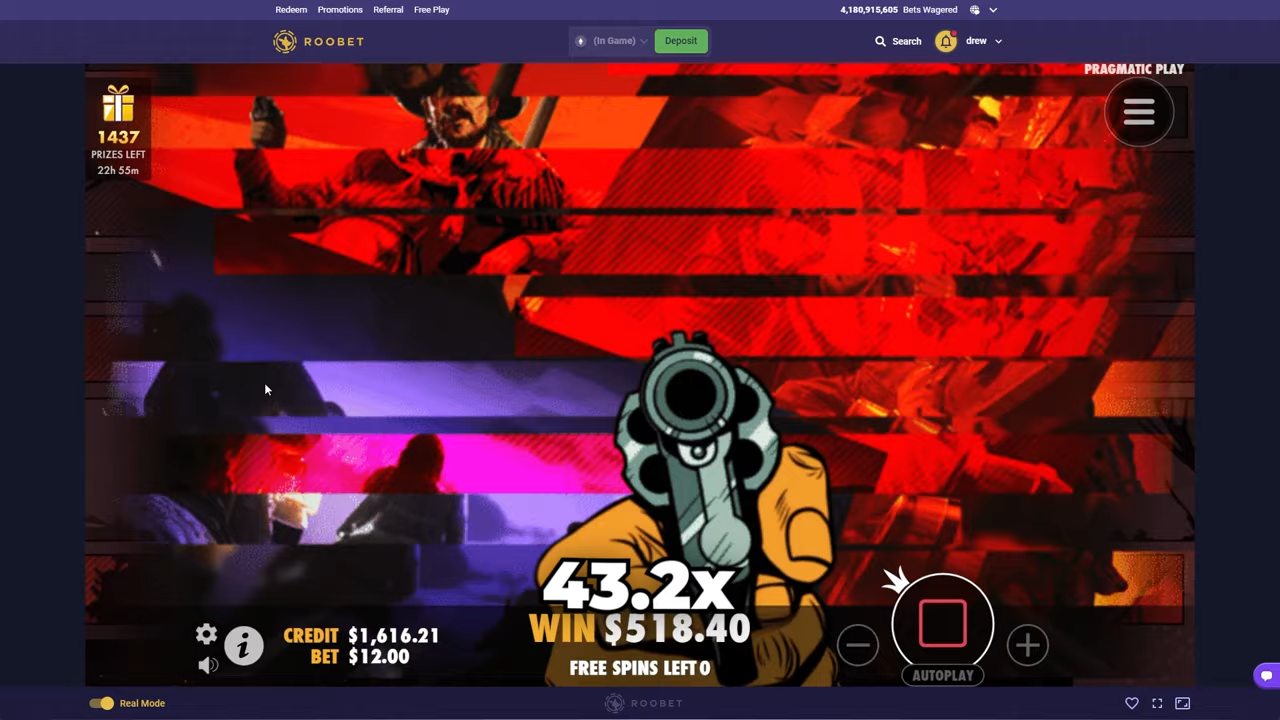 Redeem Promotions Referral Free Play 4,180,915,605 Bets Wagered
ROOBET (In Game) Deposit Search drew
PRAGMATIC PLAY
1437
PRIZES LEFT
22h 55m
43.2x
WIN $518.40
CREDIT $1,616.21
BET $12.00
FREE SPINS LEFT 0
AUTOPLAY
Real Mode ROOBET